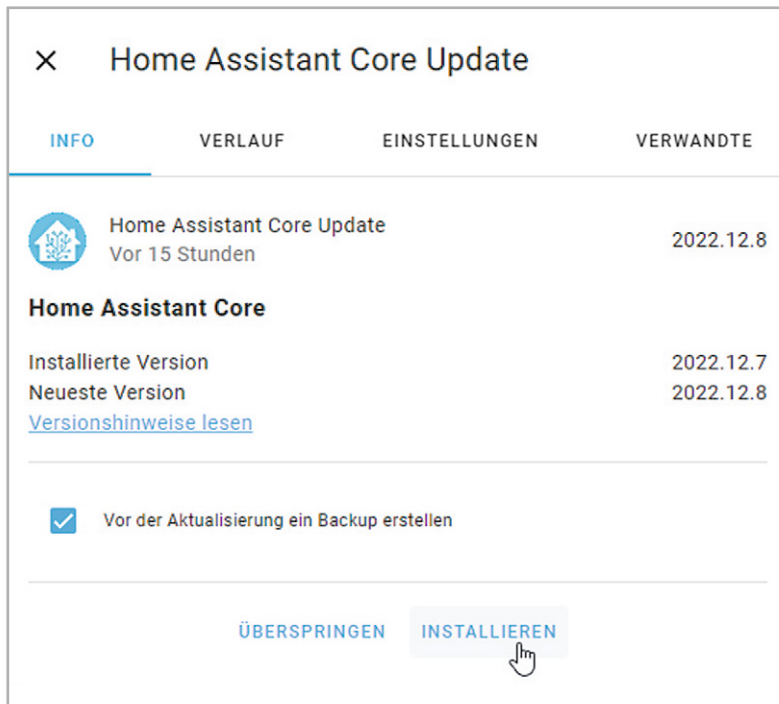 Home Assistant Core Update
INFO VERLAUF EINSTELLUNGEN VERWANDTE
Home Assistant Core Update 2022.12.8
Vor 15 Stunden
Home Assistant Core
Installierte Version 2022.12.7
Neueste Version 2022.12.8
Versionshinweise lesen
Vor der Aktualisierung ein Backup erstellen
ÜBERSPRINGEN INSTALLIEREN